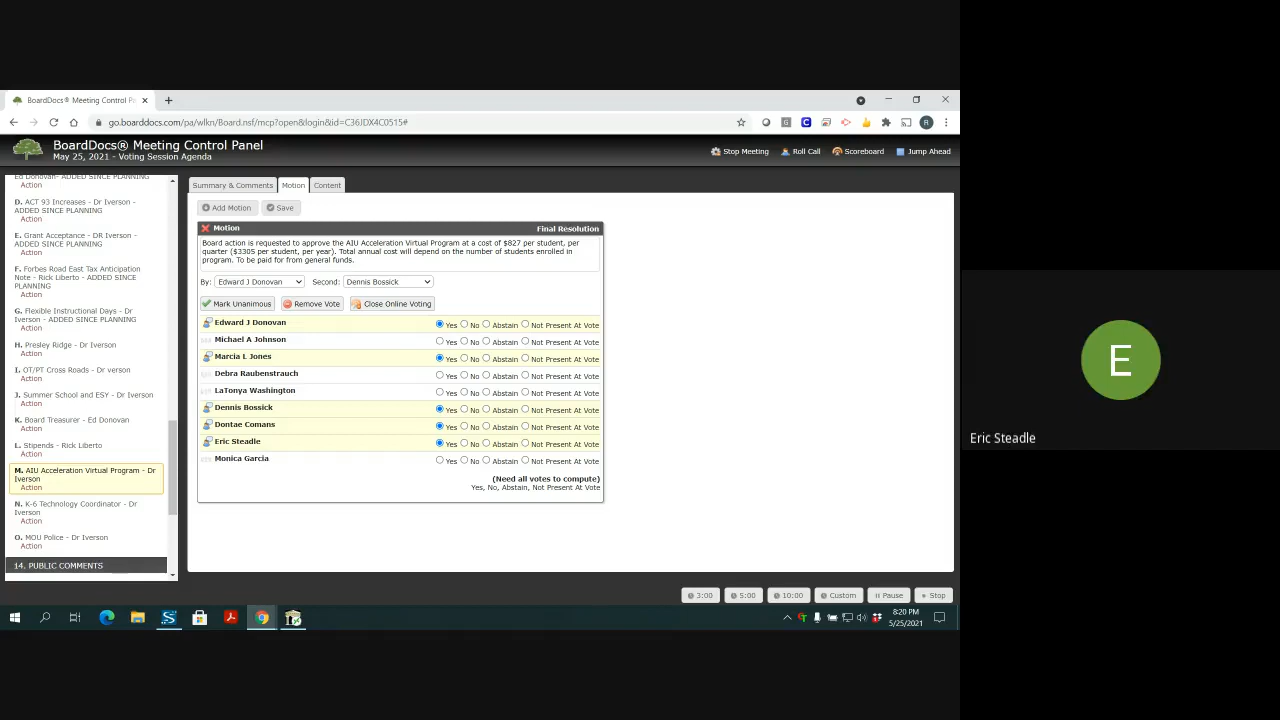 BoardDocs® Meeting Control Pa
go.boarddocs.com/pa/wlkn/Board.nsf/mcp?open&login&id=C36JDX4C0515#
BoardDocs® Meeting Control Panel
May 25, 2021 - Voting Session Agenda
Stop Meeting
Roll Call
Scoreboard
Jump Ahead
Ed Donovan- ADDED SINCE PLANNING
Action
D. ACT 93 Increases - Dr Iverson -
ADDED SINCE PLANNING
Action
E. Grant Acceptance - DR Iverson -
ADDED SINCE PLANNING
Action
F. Forbes Road East Tax Anticipation
Note - Rick Liberto - ADDED SINCE
PLANNING
Action
G. Flexible Instructional Days - Dr
Iverson - ADDED SINCE PLANNING
Action
H. Presley Ridge - Dr Iverson
Action
I. OT/PT Cross Roads - Dr verson
Action
J. Summer School and ESY - Dr Iverson
Action
K. Board Treasurer - Ed Donovan
Action
L. Stipends - Rick Liberto
Action
M. AIU Acceleration Virtual Program - Dr
Iverson
Action
N. K-6 Technology Coordinator - Dr
Iverson
Action
O. MOU Police - Dr Iverson
Action
14. PUBLIC COMMENTS
Summary & Comments
Motion
Content
Add Motion
Save
Motion
Final Resolution
Board action is requested to approve the AIU Acceleration Virtual Program at a cost of $827 per student, per
quarter ($3305 per student, per year). Total annual cost will depend on the number of students enrolled in
program. To be paid for from general funds.
By: Edward J Donovan Second: Dennis Bossick
Mark Unanimous
Remove Vote
Close Online Voting
Edward J Donovan Yes No Abstain Not Present At Vote
Michael A Johnson Yes No Abstain Not Present At Vote
Marcia L Jones Yes No Abstain Not Present At Vote
Debra Raubenstrauch Yes No Abstain Not Present At Vote
LaTonya Washington Yes No Abstain Not Present At Vote
Dennis Bossick Yes No Abstain Not Present At Vote
Dontae Comans Yes No Abstain Not Present At Vote
Eric Steadle Yes No Abstain Not Present At Vote
Monica Garcia Yes No Abstain Not Present At Vote
(Need all votes to compute)
Yes, No, Abstain, Not Present At Vote
3:00
5:00
10:00
Custom
Pause
Stop
8:20 PM
5/25/2021
E
Eric Steadle